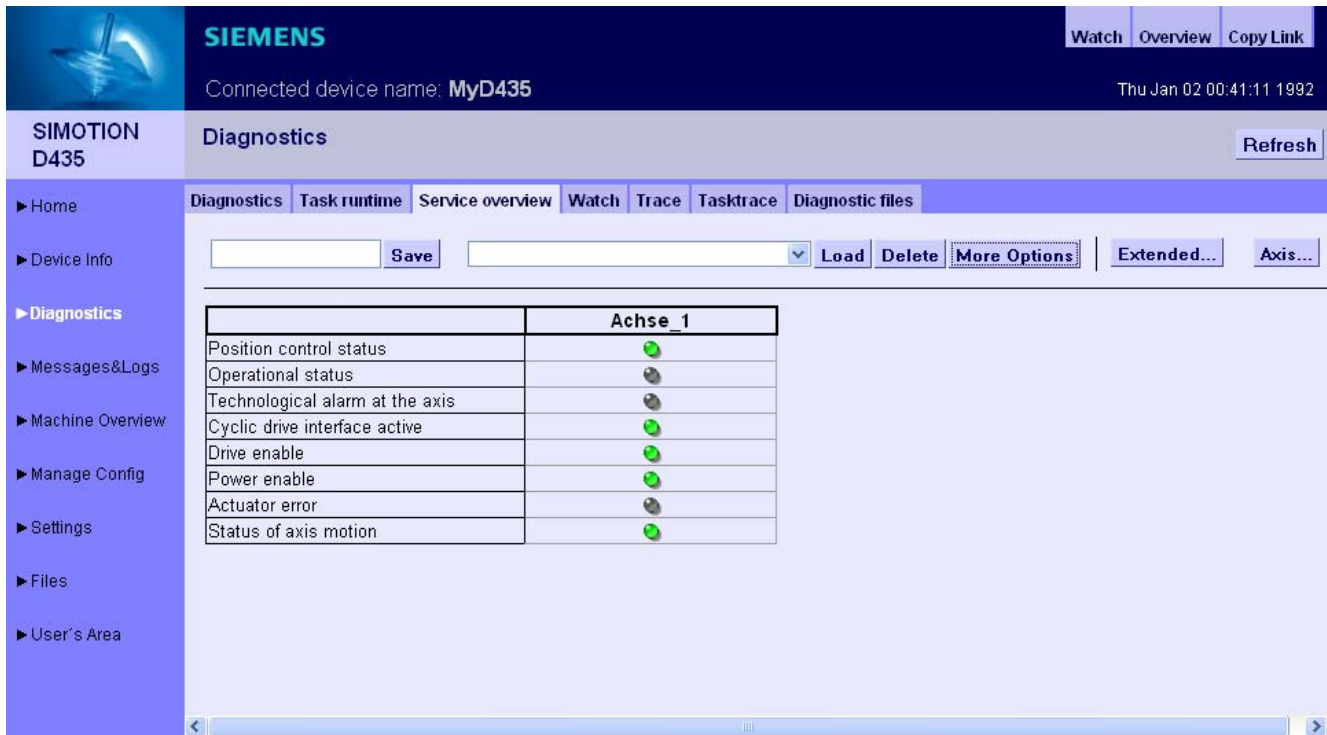 SIEMENS
Watch Overview Copy Link
Connected device name: MyD435
Thu Jan 02 00:41:11 1992
SIMOTION
D435
Diagnostics
Refresh
Home
Device Info
Diagnostics
Messages&Logs
Machine Overview
Manage Config
Settings
Files
User´s Area
Diagnostics Task runtime Service overview Watch Trace Tasktrace Diagnostic files
Save Load Delete More Options Extended... Axis...
Achse_1
Position control status
Operational status
Technological alarm at the axis
Cyclic drive interface active
Drive enable
Power enable
Actuator error
Status of axis motion